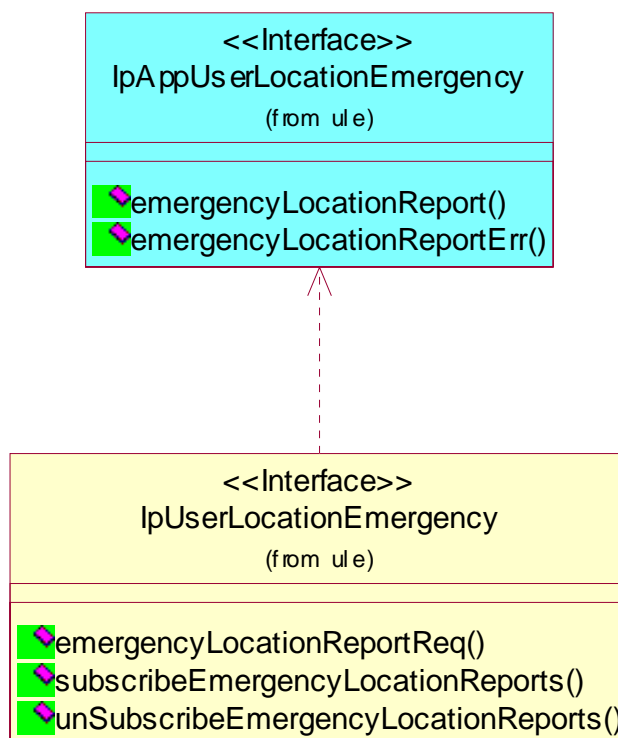 <<Interface>>
IpAppUserLocationEmergency
(from ule)
emergencyLocationReport()
emergencyLocationReportErr()
<<Interface>>
IpUserLocationEmergency
(from ule)
emergencyLocationReportReq()
subscribeEmergencyLocationReports()
unSubscribeEmergencyLocationReports()